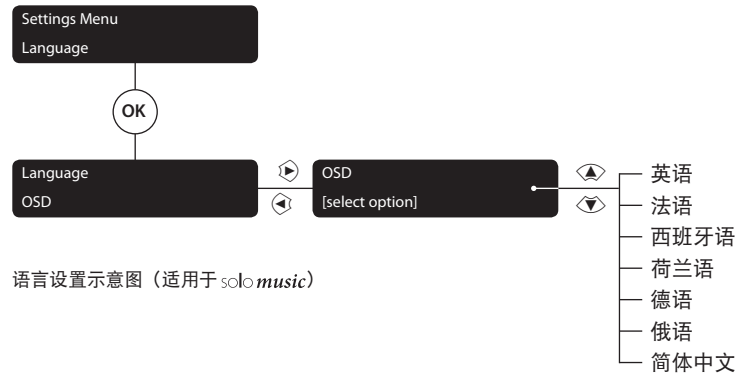 Settings Menu
Language
OK
Language
OSD
OSD
[select option]
英语
法语
西班牙语
荷兰语
德语
俄语
简体中文
语言设置示意图（适用于 solo music）